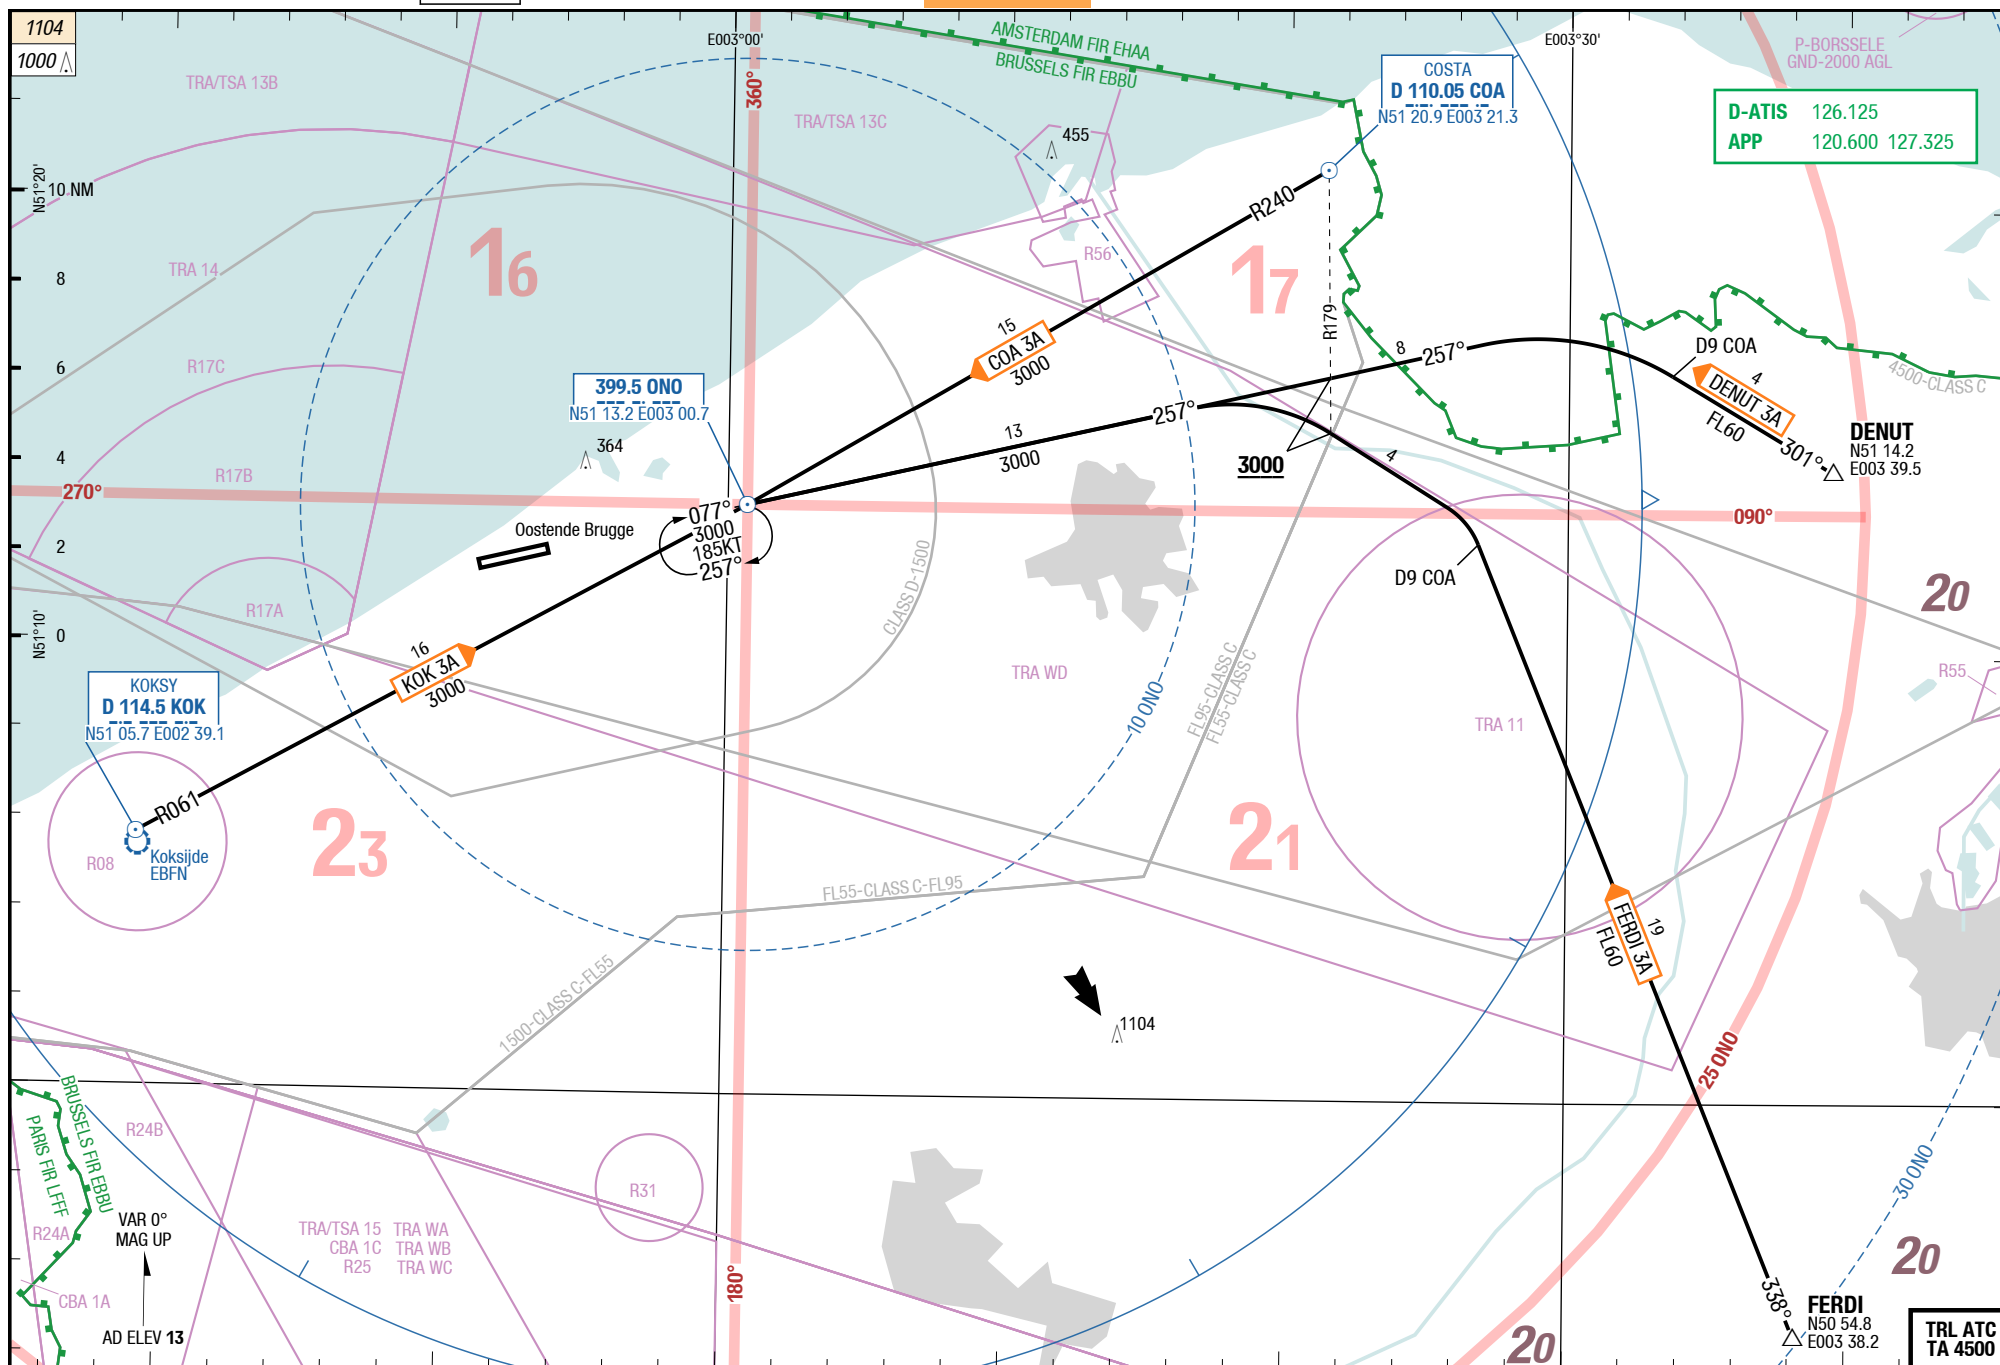 1104
1000
TRA/TSA 13B
E003°00'
360°
AMSTERDAM FIR EHAA
BRUSSELS FIR EBBU
TRA/TSA 13C
455
COSTA
D 110.05 COA
N51 20.9 E003 21.3
E003°30'
P-BORSSELE
GND-2000 AGL
D-ATIS 126.125
APP 120.600 127.325
N51°20'
10 NM
8
6
4
2
0
N51°10'
TRA 14
16
R56
R240
17
R179
R17C
R17B
R17A
399.5 ONO
N51 13.2 E003 00.7
364
15
COA 3A
3000
8
257°
D9 COA
4500-CLASS C
4
DENUT 3A
FL60
301°
DENUT
N51 14.2
E003 39.5
13
3000
257°
3000
4
270°
090°
Oostende Brugge
077°
3000
185KT
257°
CLASS D-1500
D9 COA
20
16
KOK 3A
3000
KOKSY
D 114.5 KOK
N51 05.7 E002 39.1
TRA WD
10 ONO
FL95-CLASS C
FL55-CLASS C
TRA 11
R55
R061
R08
Koksijde
EBFN
23
21
FL55-CLASS C-FL95
19
FERDI 3A
FL60
1500-CLASS C-FL55
1104
25 ONO
BRUSSELS FIR EBBU
PARIS FIR LFFF
R24B
R24A
VAR 0°
MAG UP
CBA 1A
AD ELEV 13
TRA/TSA 15 TRA WA
CBA 1C TRA WB
R25 TRA WC
R31
180°
30 ONO
20
338°
FERDI
N50 54.8
E003 38.2
20
TRL ATC
TA 4500